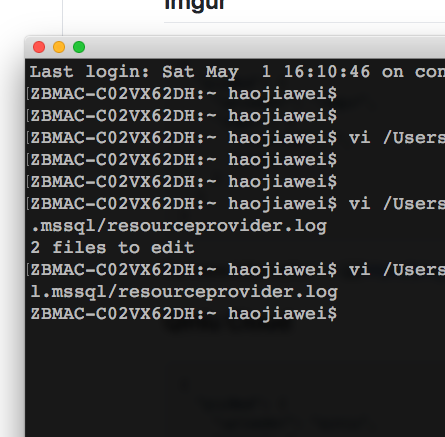 Imgur
Last login: Sat May  1 16:10:46 on con
ZBMAC-C02VX62DH:~ haojiawei$
ZBMAC-C02VX62DH:~ haojiawei$
ZBMAC-C02VX62DH:~ haojiawei$ vi /Users
ZBMAC-C02VX62DH:~ haojiawei$
ZBMAC-C02VX62DH:~ haojiawei$
ZBMAC-C02VX62DH:~ haojiawei$ vi /Users
.mssql/resourceprovider.log
2 files to edit
ZBMAC-C02VX62DH:~ haojiawei$ vi /Users
l.mssql/resourceprovider.log
ZBMAC-C02VX62DH:~ haojiawei$